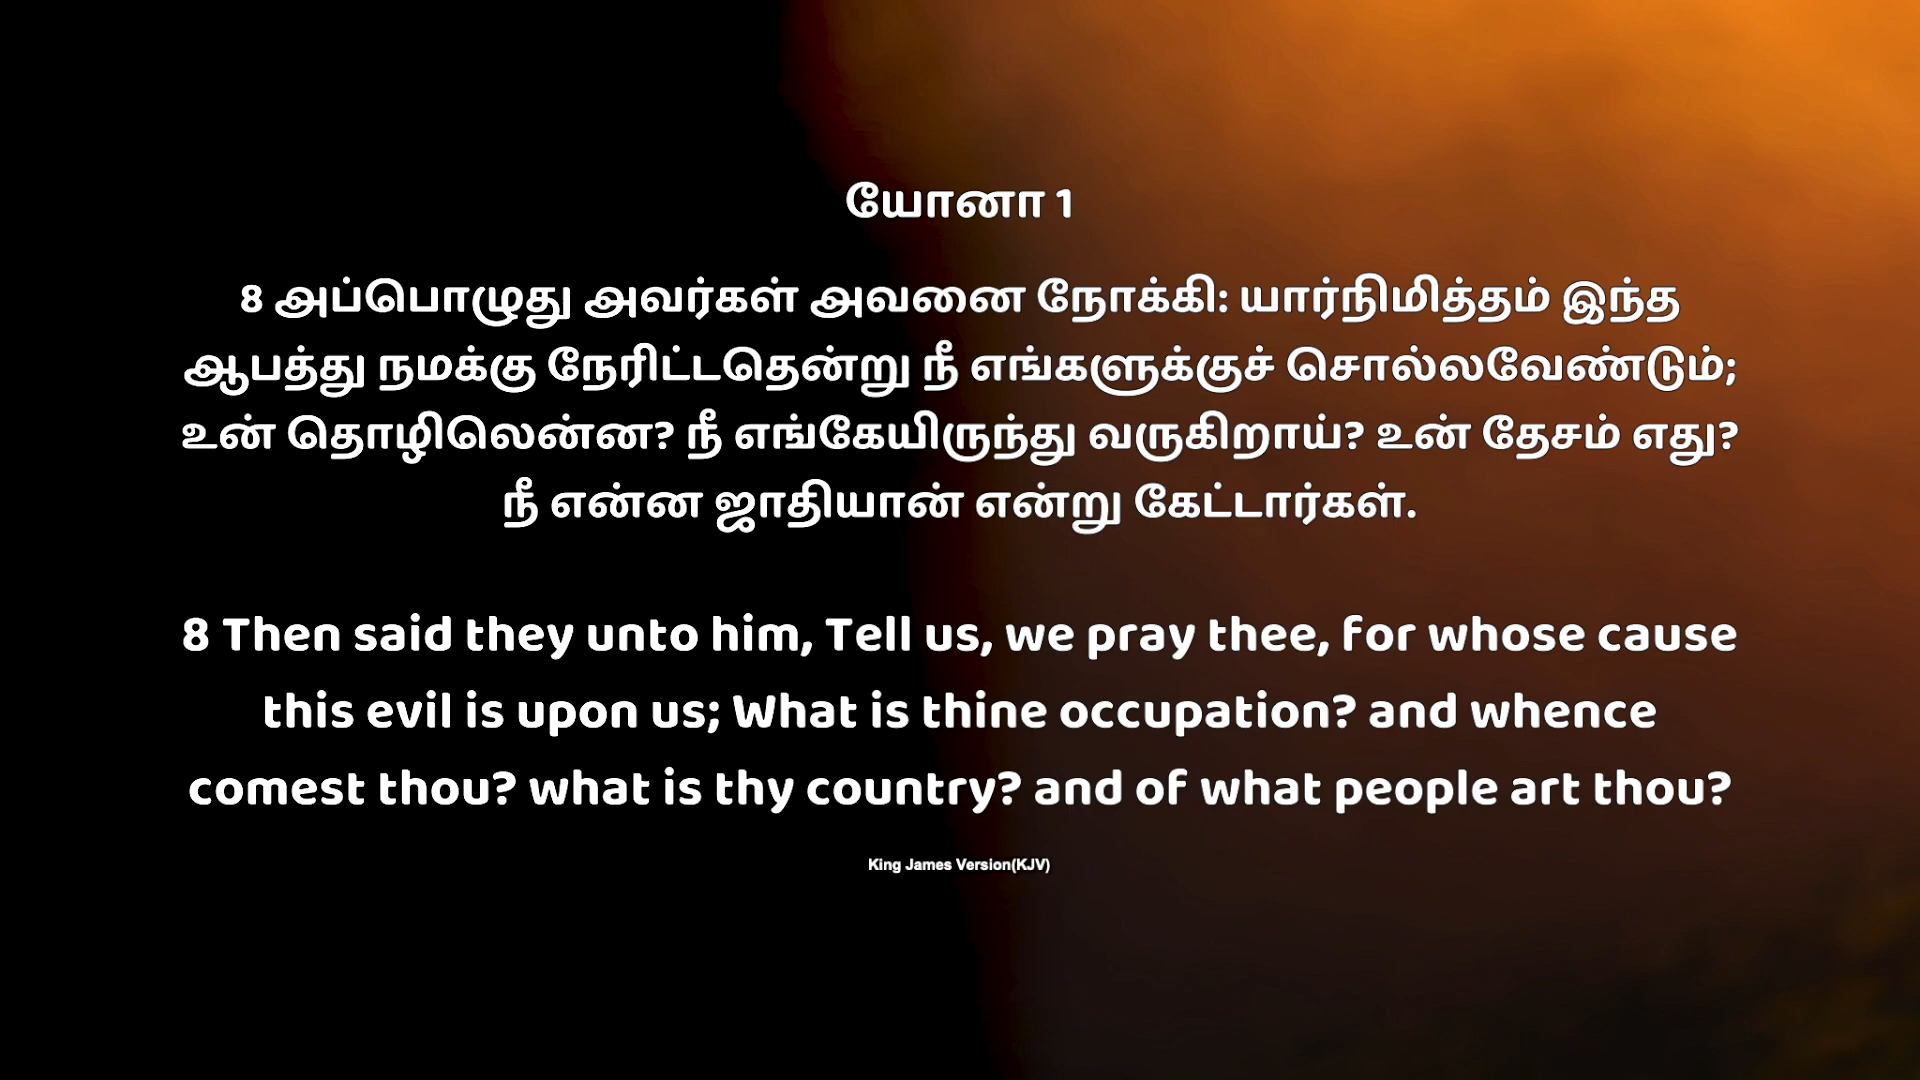 யோனா 1
8 அப்பொழுது அவர்கள் அவனை நோக்கி: யார்நிமித்தம் இந்த
ஆபத்து நமக்கு நேரிட்டதென்று நீ எங்களுக்குச் சொல்லவேண்டும்;
உன் தொழிலென்ன? நீ எங்கேயிருந்து வருகிறாய்? உன் தேசம் எது?
நீ என்ன ஜாதியான் என்று கேட்டார்கள்.
8 Then said they unto him, Tell us, we pray thee, for whose cause
this evil is upon us; What is thine occupation? and whence
comest thou? what is thy country? and of what people art thou?
King James Version(KJV)